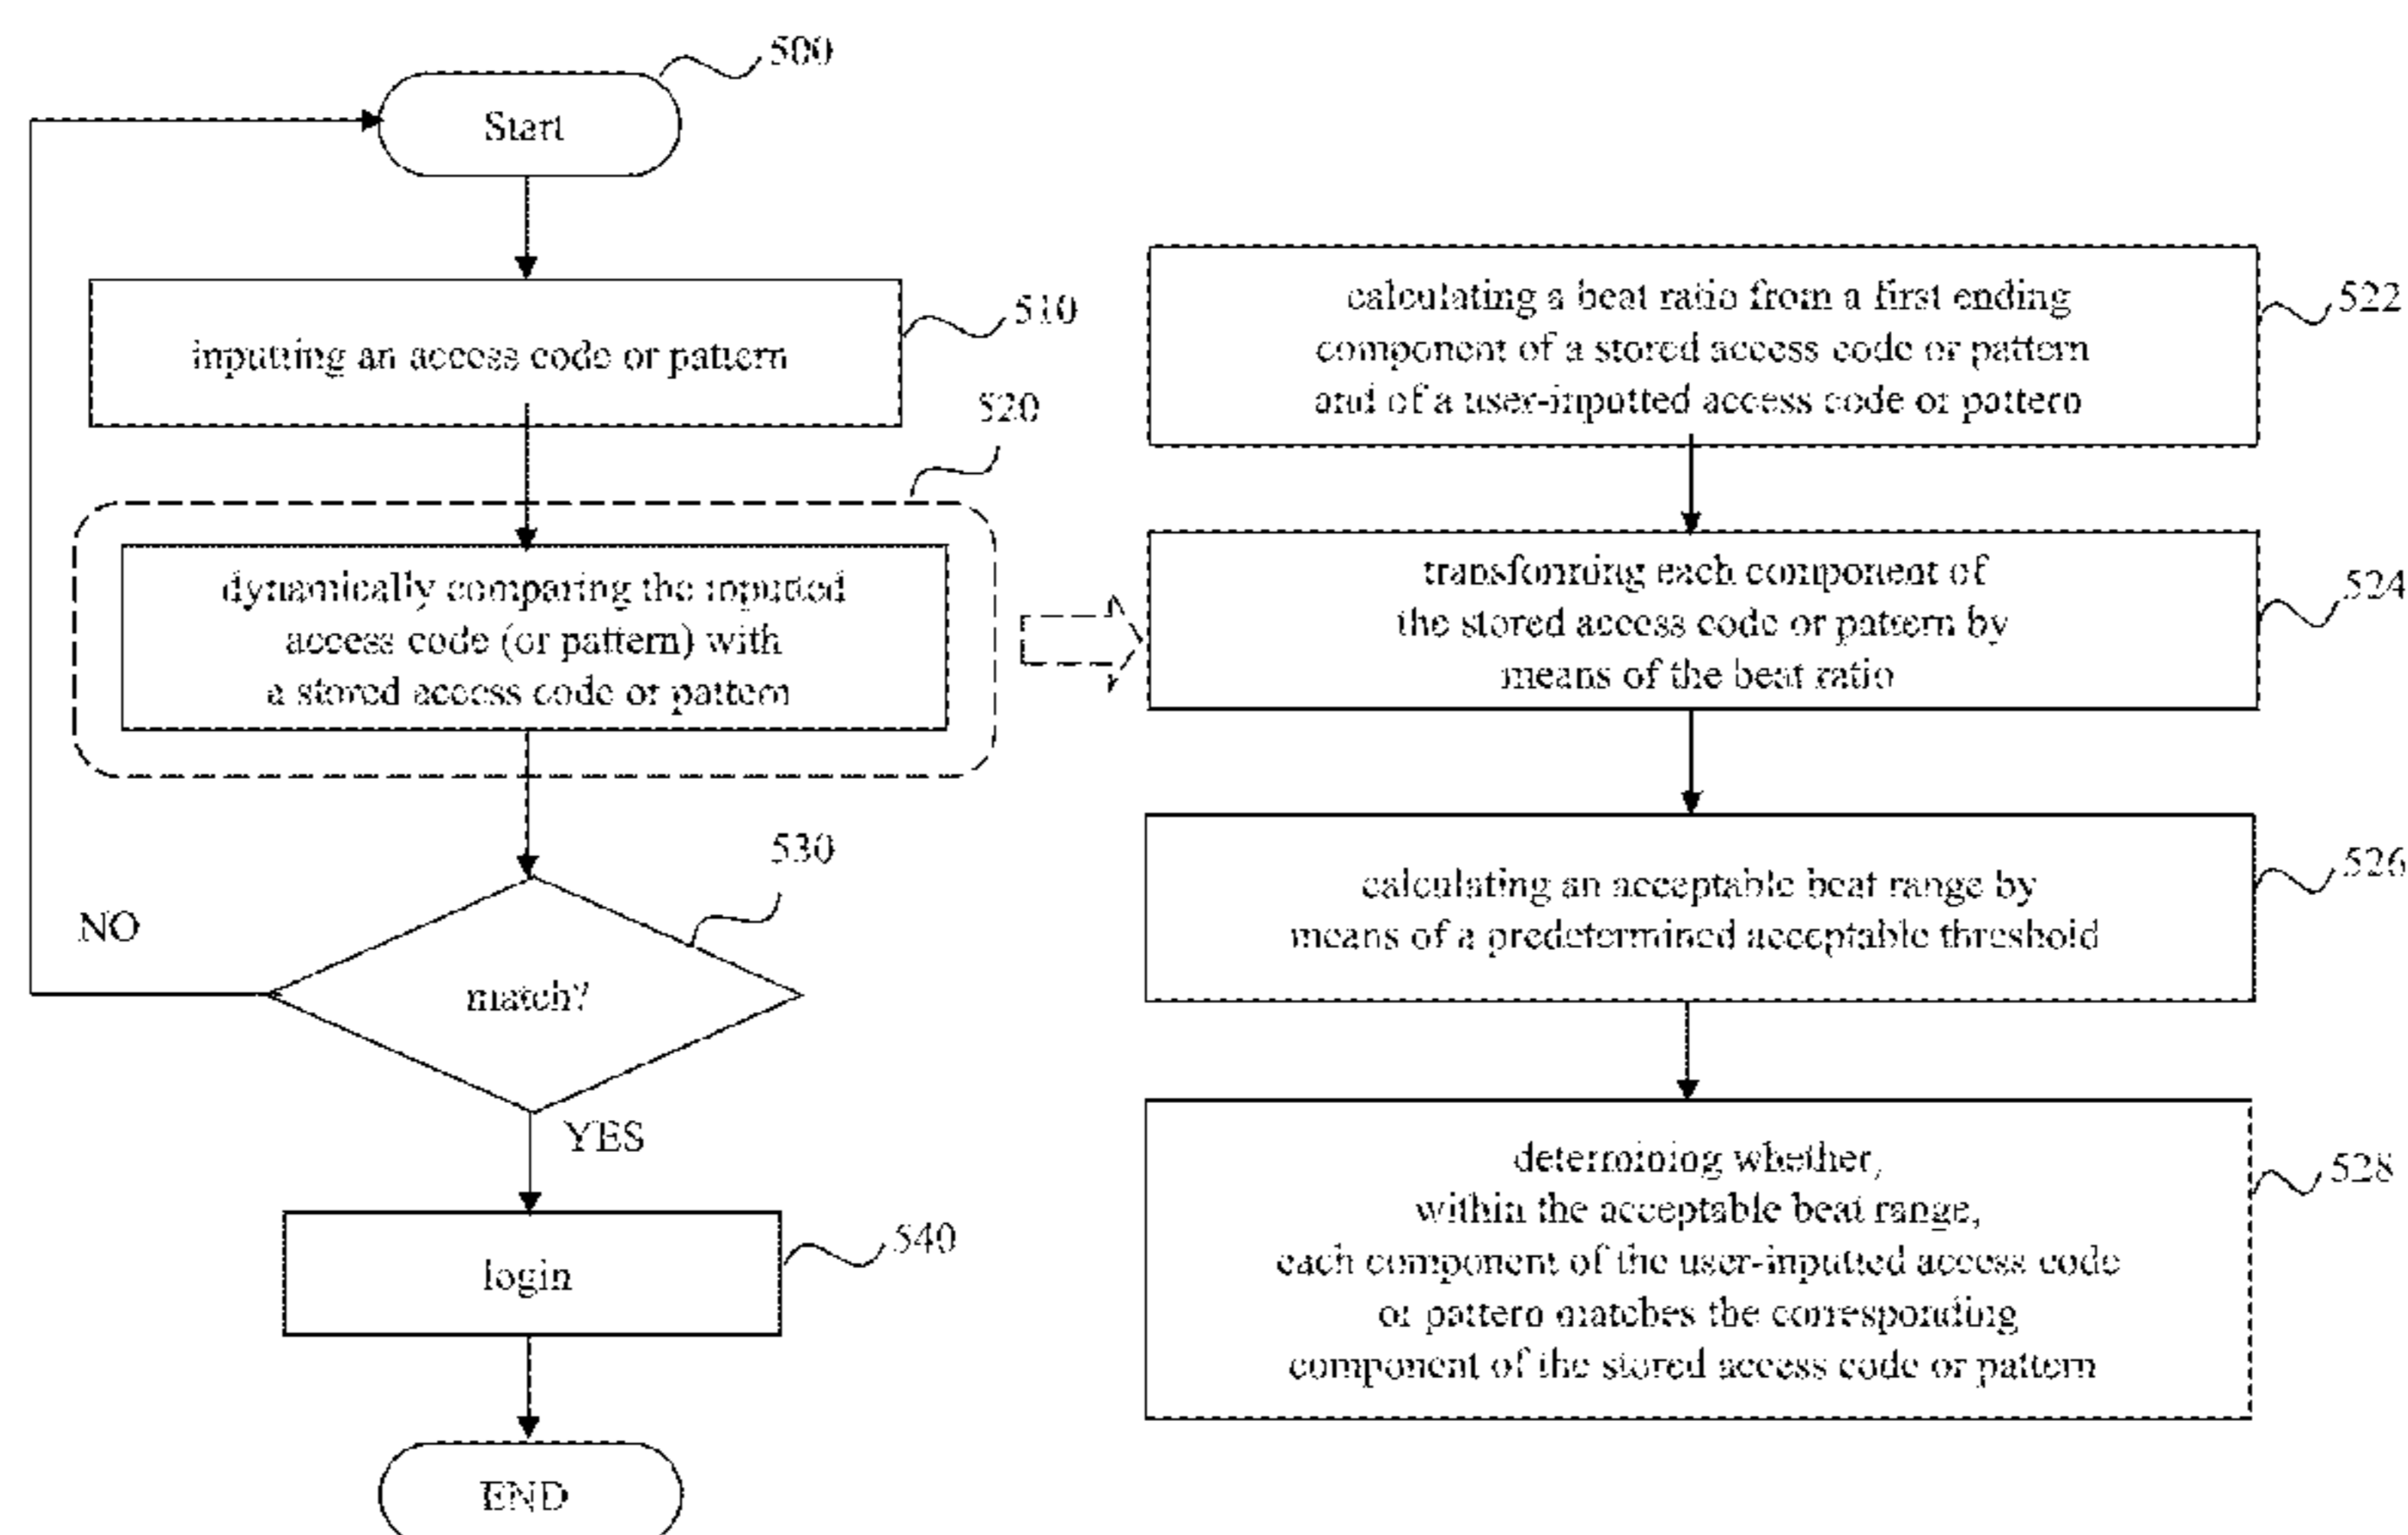 500
Start
510
inputting an access code or pattern
520
dynamically comparing the inputted
access code (or pattern) with
a stored access code or pattern
530
NO
match?
YES
540
login
END
522
calculating a beat ratio from a first ending
component of a stored access code or pattern
and of a user-inputted access code or pattern
524
transforming each component of
the stored access code or pattern by
means of the beat ratio
526
calculating an acceptable beat range by
means of a predetermined acceptable threshold
528
determining whether,
within the acceptable beat range,
each component of the user-inputted access code
or pattern matches the corresponding
component of the stored access code or pattern